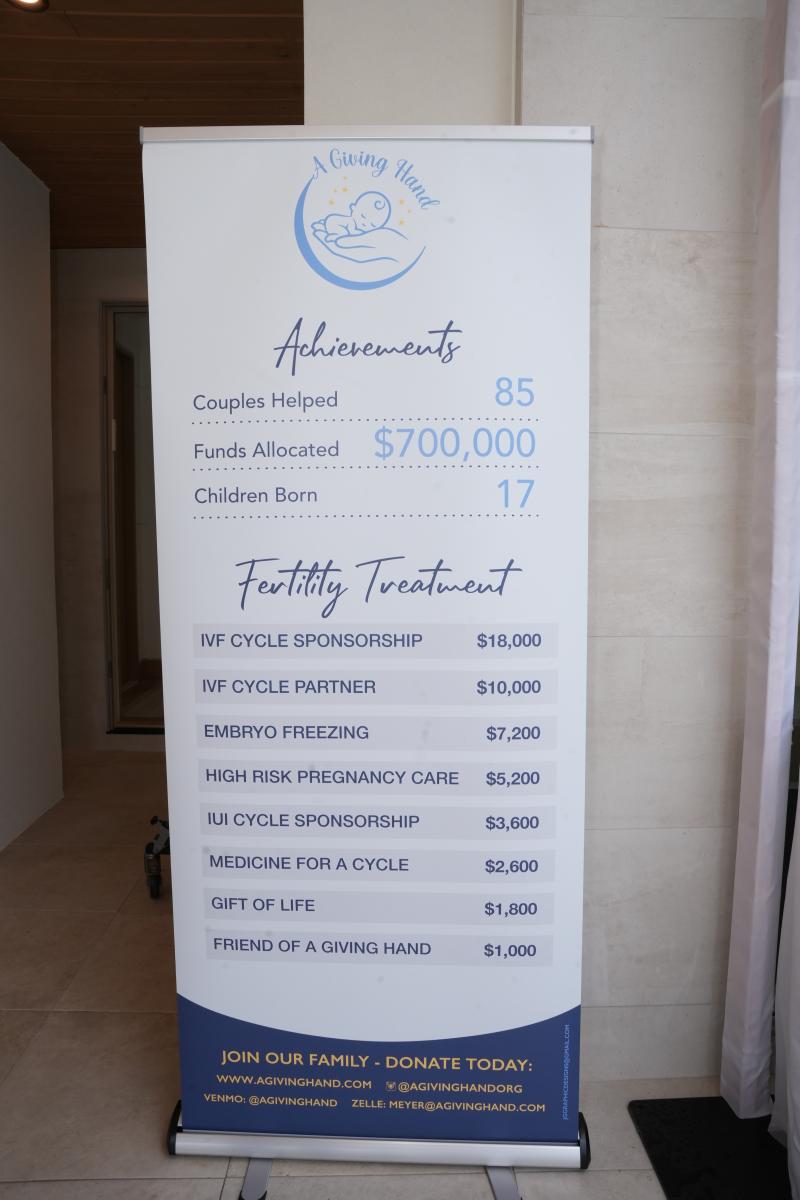 A Giving Hand
Achievements
Couples Helped 85
Funds Allocated $700,000
Children Born 17
Fertility Treatment
IVF CYCLE SPONSORSHIP $18,000
IVF CYCLE PARTNER $10,000
EMBRYO FREEZING $7,200
HIGH RISK PREGNANCY CARE $5,200
IUI CYCLE SPONSORSHIP $3,600
MEDICINE FOR A CYCLE $2,600
GIFT OF LIFE $1,800
FRIEND OF A GIVING HAND $1,000
JOIN OUR FAMILY - DONATE TODAY:
WWW.AGIVINGHAND.COM @AGIVINGHANDORG
VENMO: @AGIVINGHAND ZELLE: MEYER@AGIVINGHAND.COM